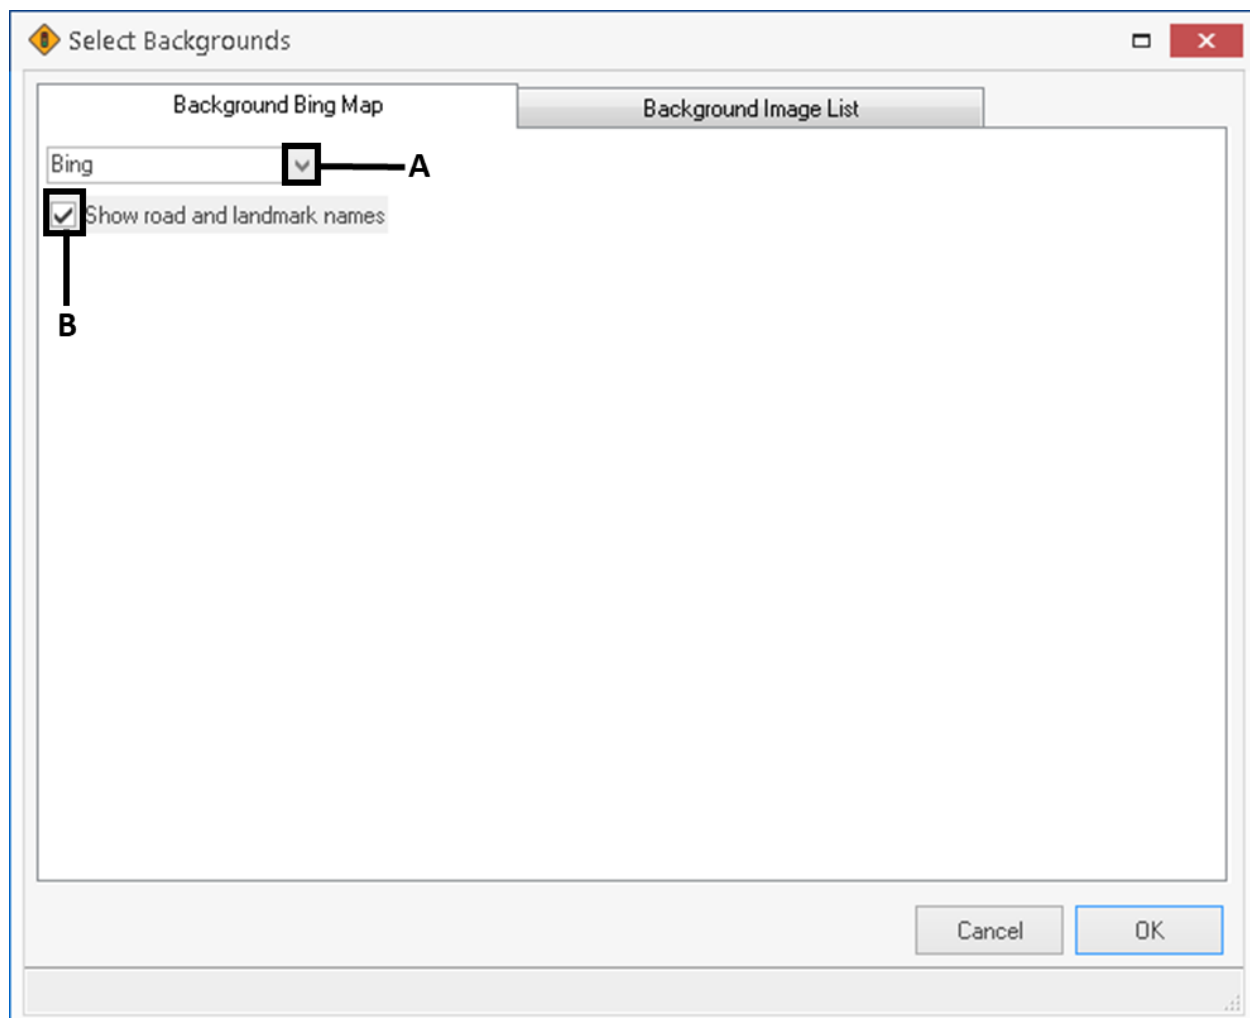 Select Backgrounds
Background Bing Map
Background Image List
Bing
A
Show road and landmark names
B
Cancel
OK